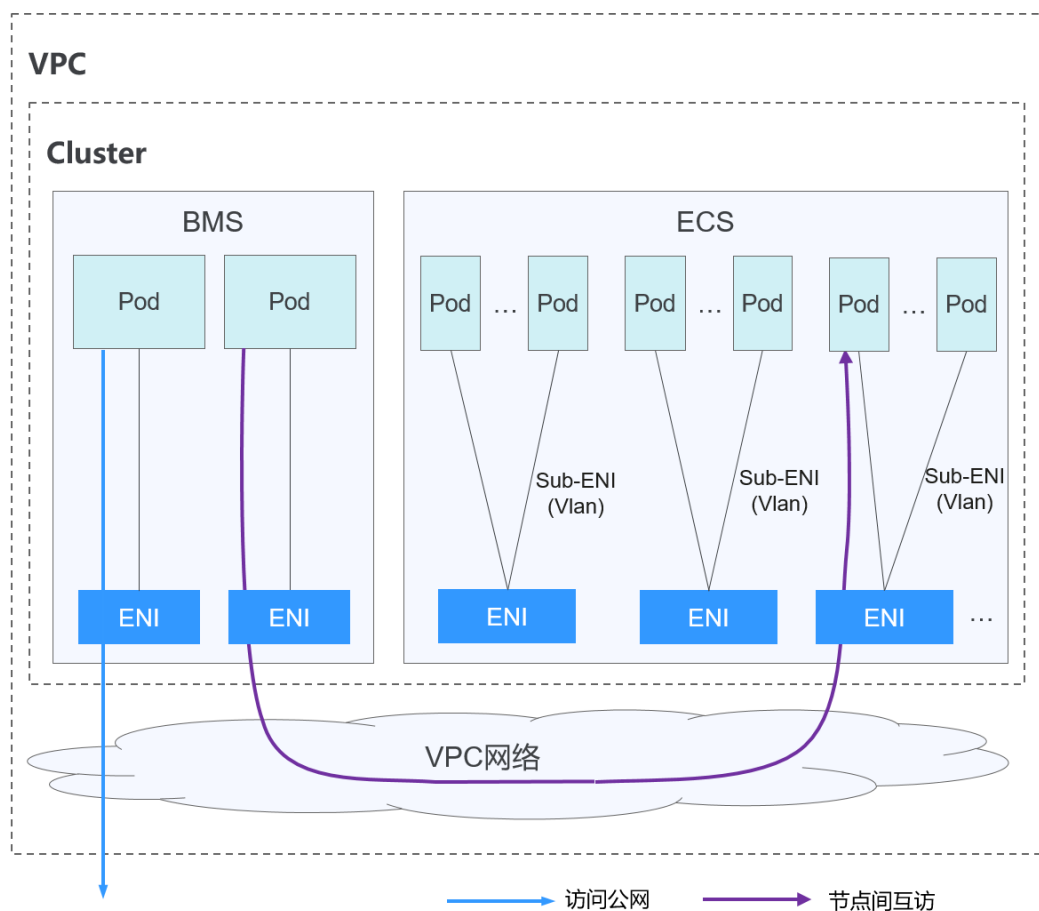 VPC
Cluster
BMS
ECS
Pod
Pod
Pod
...
Pod
Pod
...
Pod
Pod
...
Pod
Sub-ENI
(Vlan)
Sub-ENI
(Vlan)
Sub-ENI
(Vlan)
ENI
ENI
ENI
ENI
ENI
...
VPC网络
访问公网
节点间互访